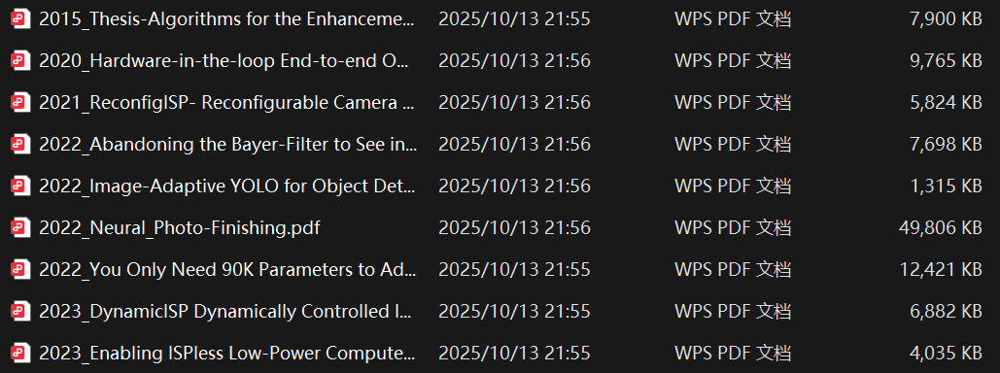 2015_Thesis-Algorithms for the Enhanceme... 2025/10/13 21:55 WPS PDF 文档 7,900 KB
2020_Hardware-in-the-loop End-to-end O... 2025/10/13 21:56 WPS PDF 文档 9,765 KB
2021_ReconfigISP- Reconfigurable Camera ... 2025/10/13 21:56 WPS PDF 文档 5,824 KB
2022_Abandoning the Bayer-Filter to See in... 2025/10/13 21:56 WPS PDF 文档 7,698 KB
2022_Image-Adaptive YOLO for Object Det... 2025/10/13 21:56 WPS PDF 文档 1,315 KB
2022_Neural_Photo-Finishing.pdf 2025/10/13 21:56 WPS PDF 文档 49,806 KB
2022_You Only Need 90K Parameters to Ad... 2025/10/13 21:55 WPS PDF 文档 12,421 KB
2023_DynamicISP Dynamically Controlled I... 2025/10/13 21:55 WPS PDF 文档 6,882 KB
2023_Enabling ISPless Low-Power Compute... 2025/10/13 21:55 WPS PDF 文档 4,035 KB